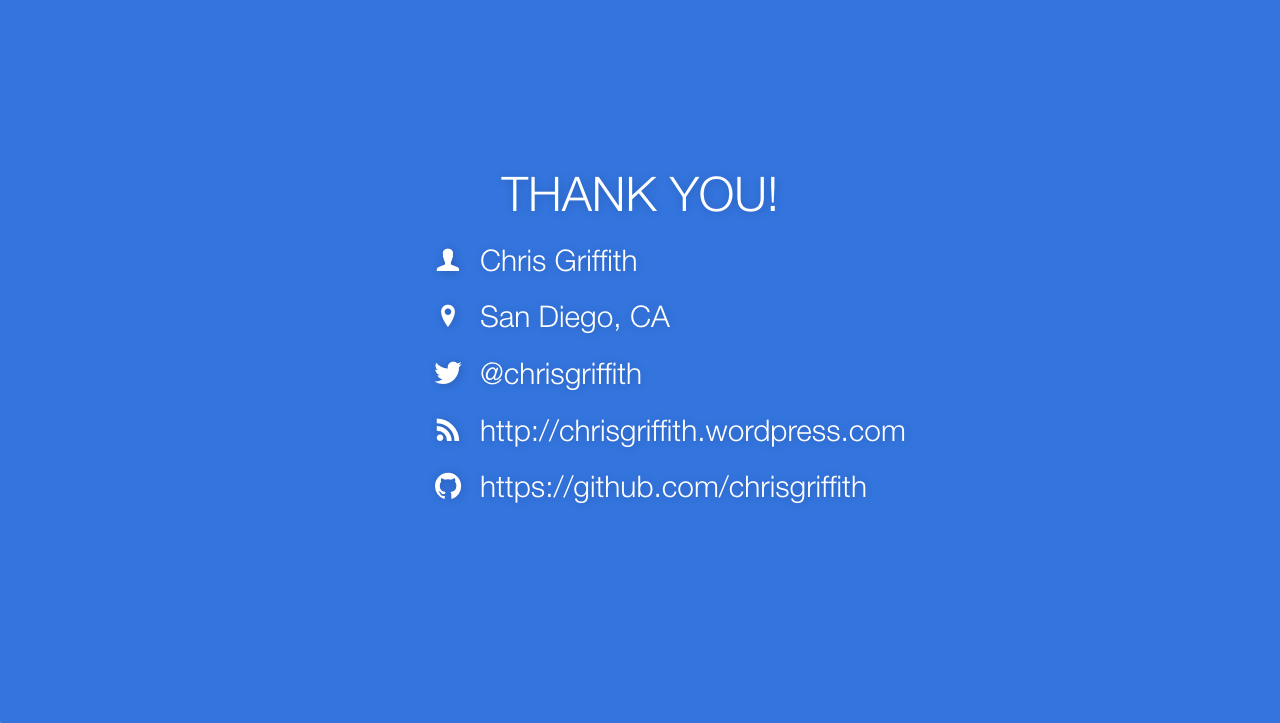 THANK YOU!
Chris Griffith
San Diego, CA
@chrisgriffith
http://chrisgriffith.wordpress.com
https://github.com/chrisgriffith